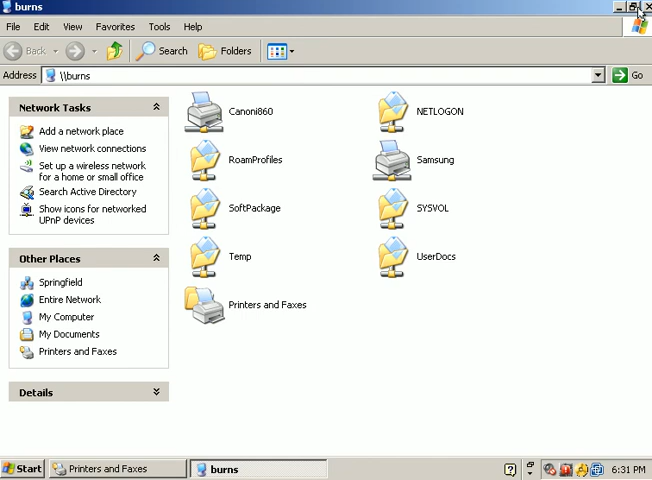 burns
File Edit View Favorites Tools Help
Back Search Folders
Address \\burns Go
Network Tasks
Add a network place
View network connections
Set up a wireless network
for a home or small office
Search Active Directory
Show icons for networked
UPnP devices
Other Places
Springfield
Entire Network
My Computer
My Documents
Printers and Faxes
Details
Canoni860
NETLOGON
RoamProfiles
Samsung
SoftPackage
SYSVOL
Temp
UserDocs
Printers and Faxes
Start Printers and Faxes burns 6:31 PM